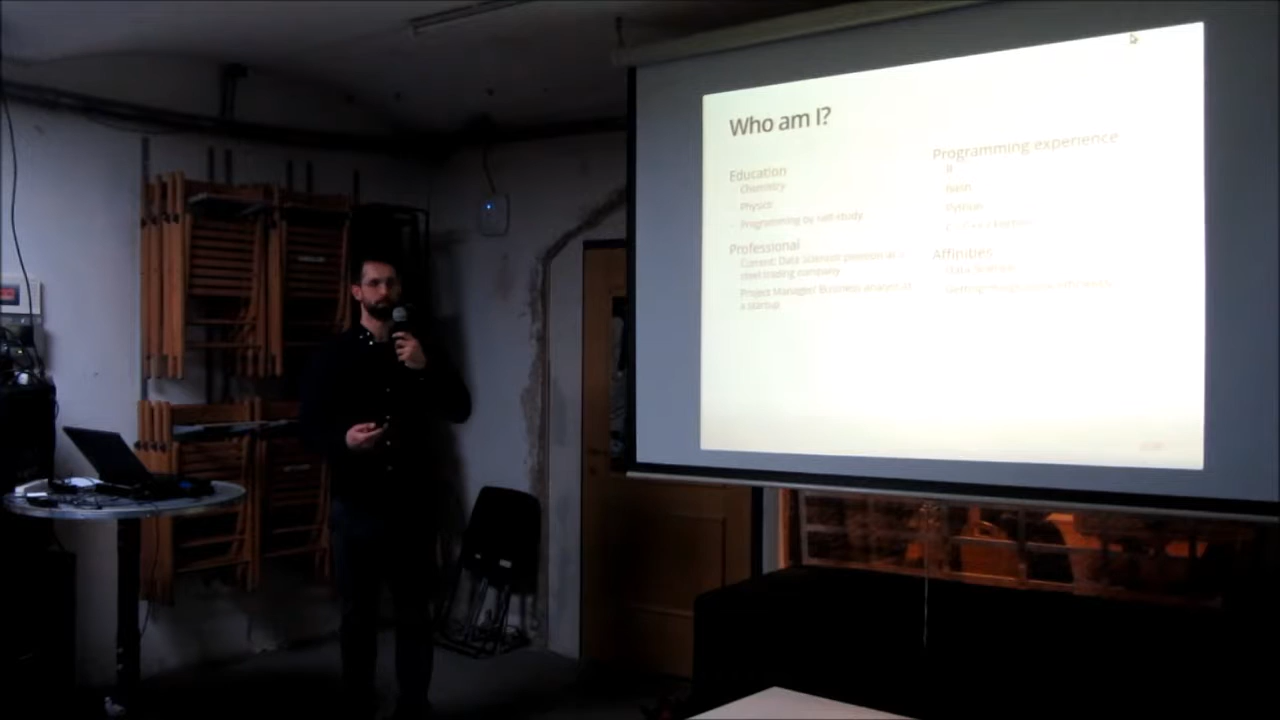 Who am I?
Education
Chemistry
Physics
Programming by self study
Professional
Current: Data scientist position at a
steel trading company
Project Manager/ Business analyst at
a startup
Programming experience
R
bash
Python
Affinities
Data Science